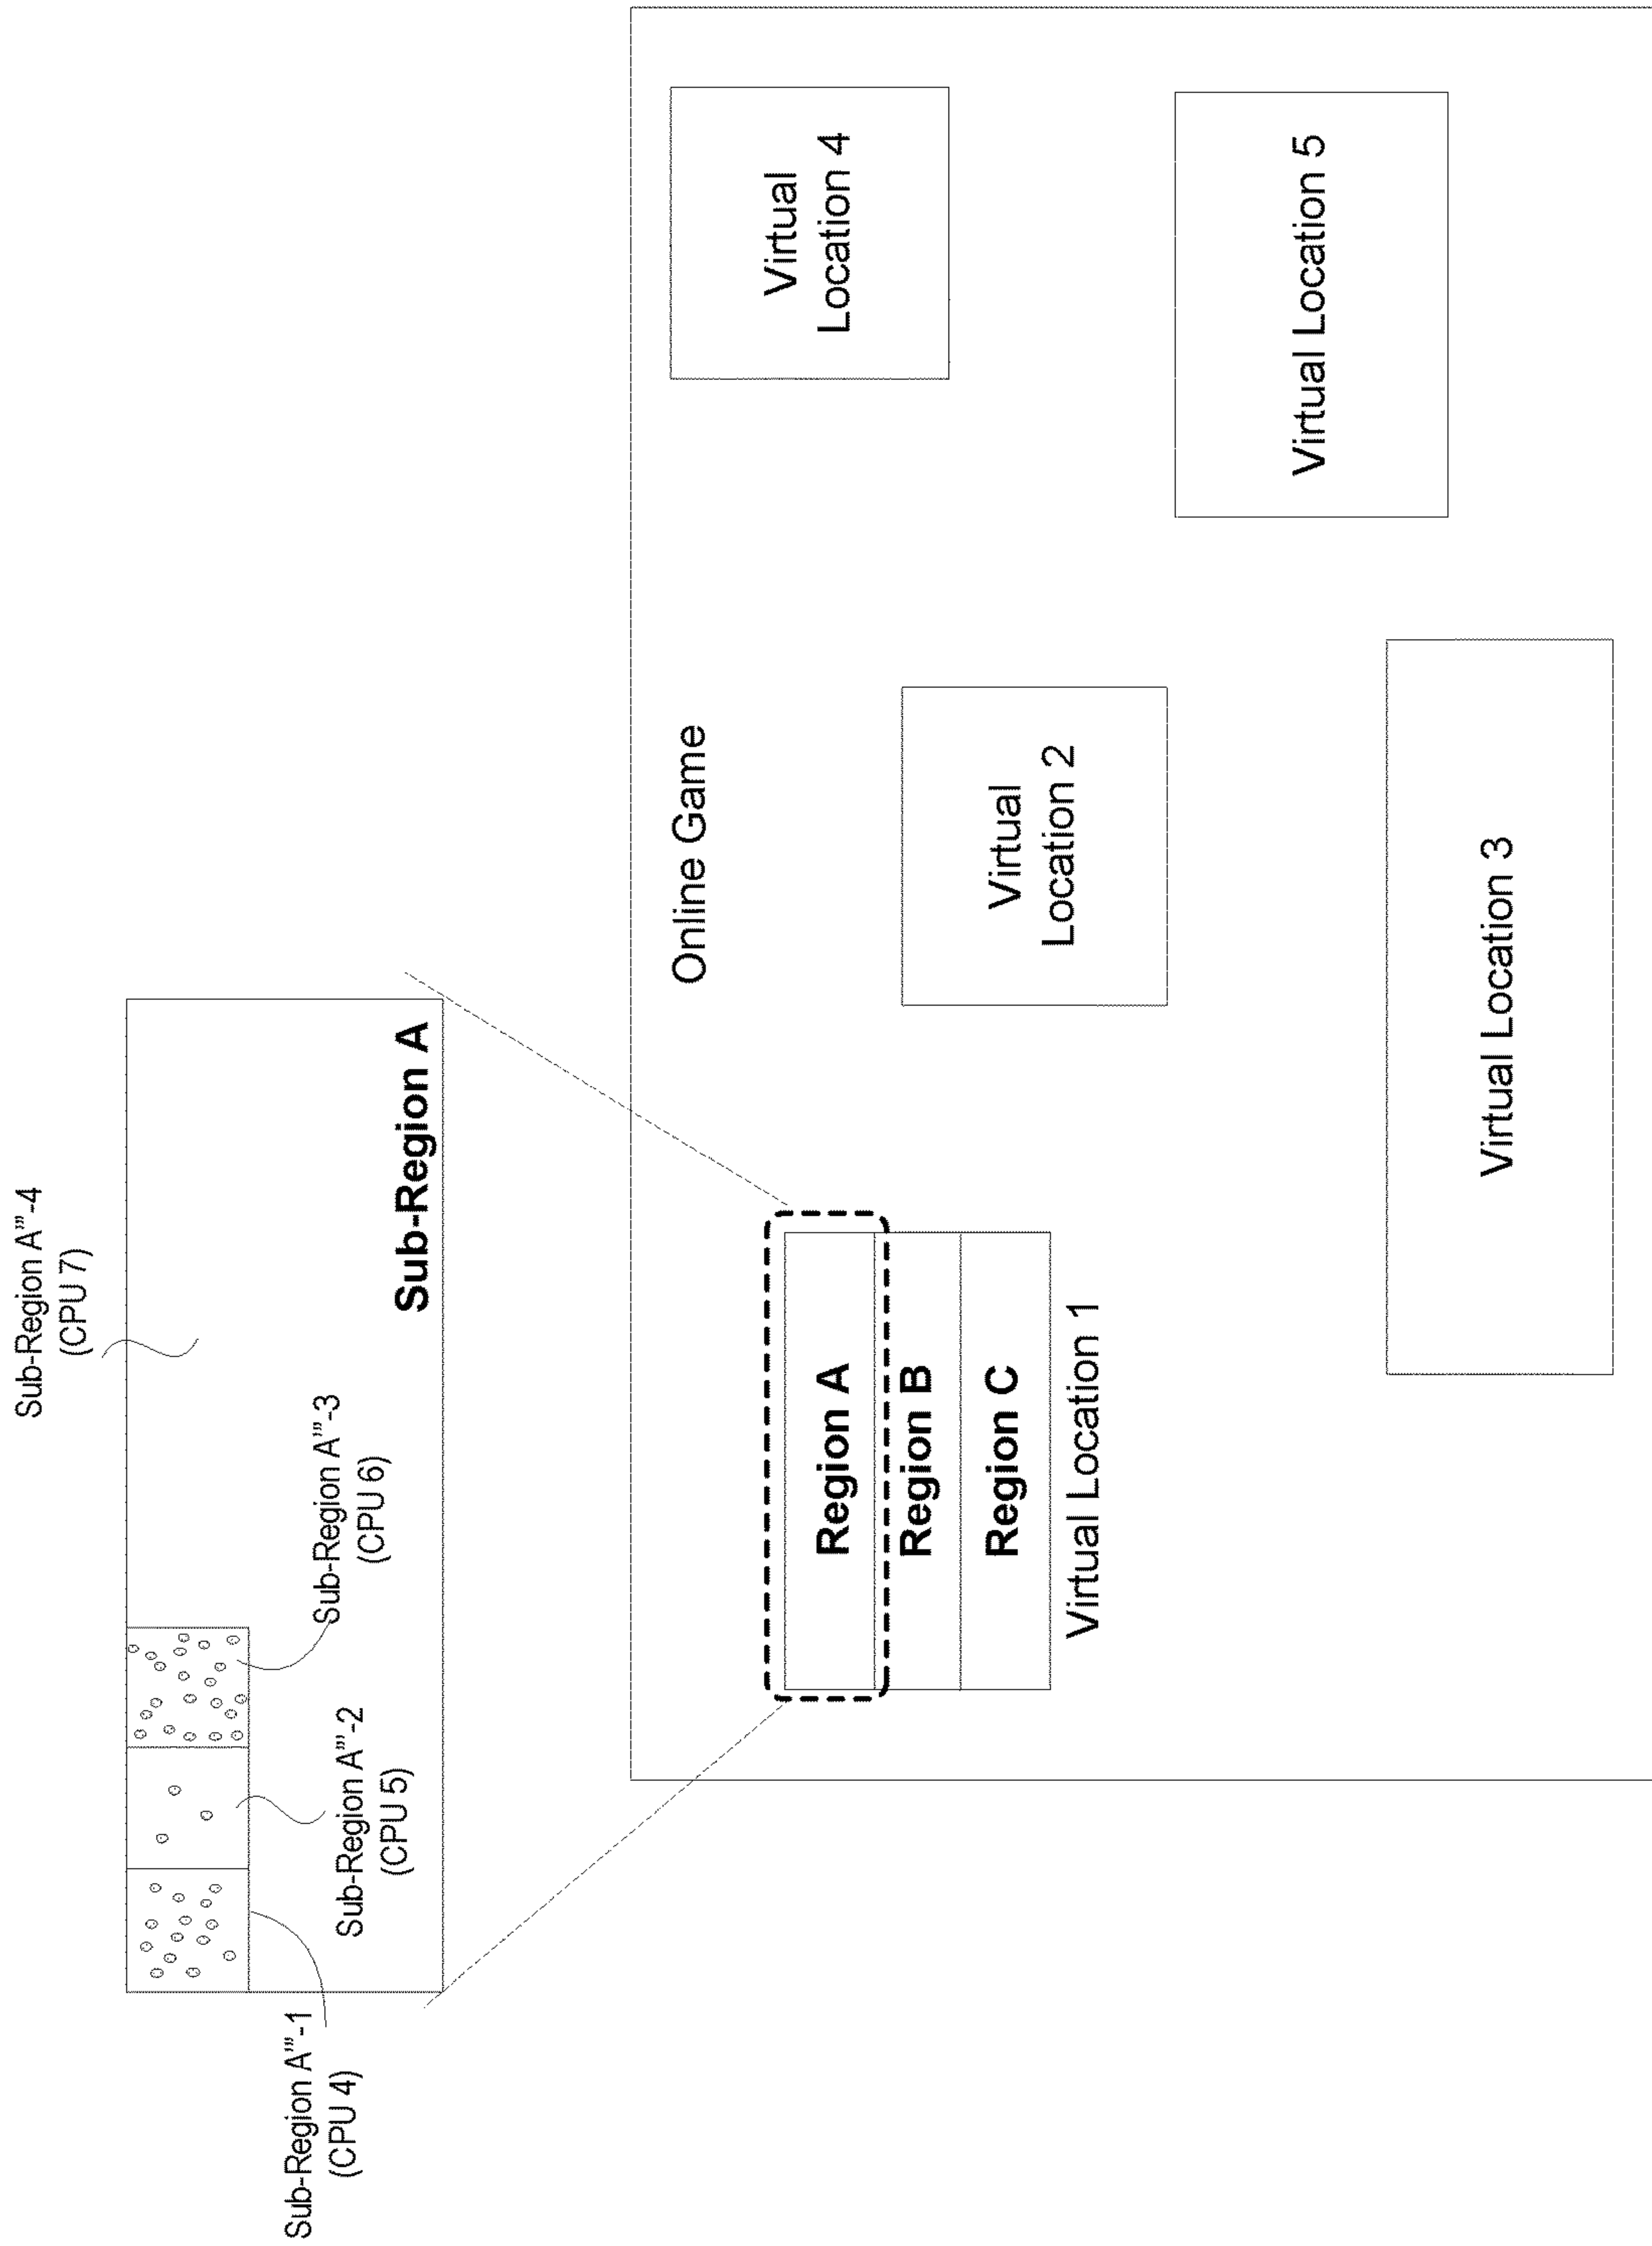 Sub-Region A'''-4
(CPU 7)
Sub-Region A'''-1
(CPU 4)
Sub-Region A'''-2
(CPU 5)
Sub-Region A'''-3
(CPU 6)
Sub-Region A
Online Game
Region A
Region B
Region C
Virtual Location 1
Virtual
Location 2
Virtual Location 3
Virtual
Location 4
Virtual Location 5